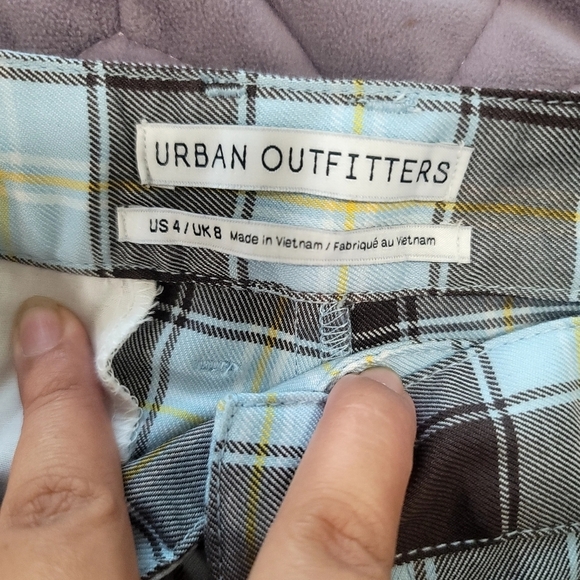 URBAN OUTFITTERS
US 4 / UK 8 Made in Vietnam / Fabriqué au Vietnam